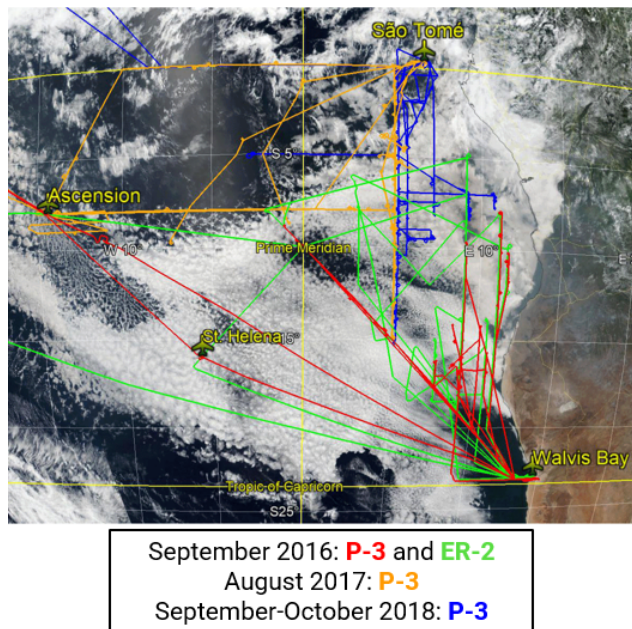 São Tomé
S 5
Ascension
W 10°
Prime Meridian
E 10°
E
St. Helena
15°
Walvis Bay
Tropic of Capricorn
S25
September 2016: P-3 and ER-2
August 2017: P-3
September-October 2018: P-3